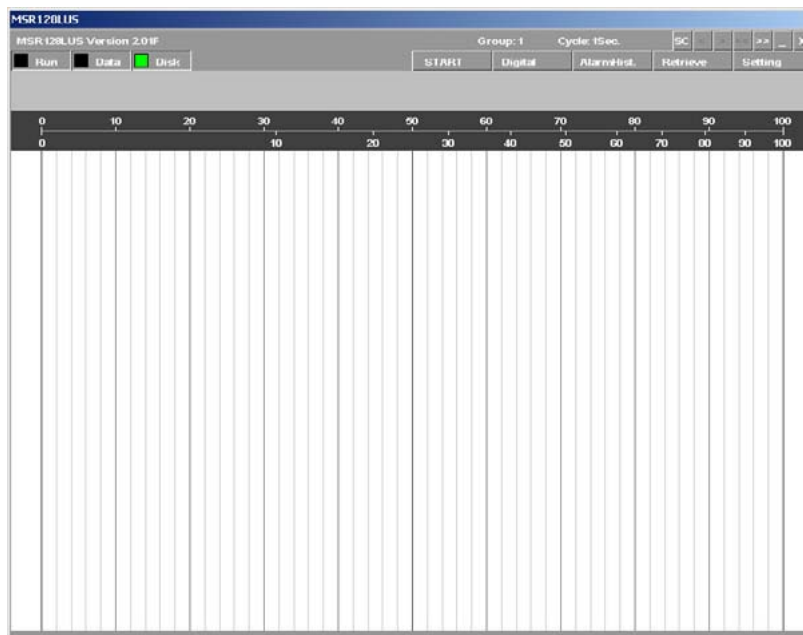 MSR128LUS
MSR128LUS Version 2.01F Group: 1 Cycle: 1Sec. SC < > << >> _ X
Run Data Disk START Digital AlarmHist. Retrieve Setting
0 10 20 30 40 50 60 70 80 90 100
0 10 20 30 40 50 60 70 80 90 100